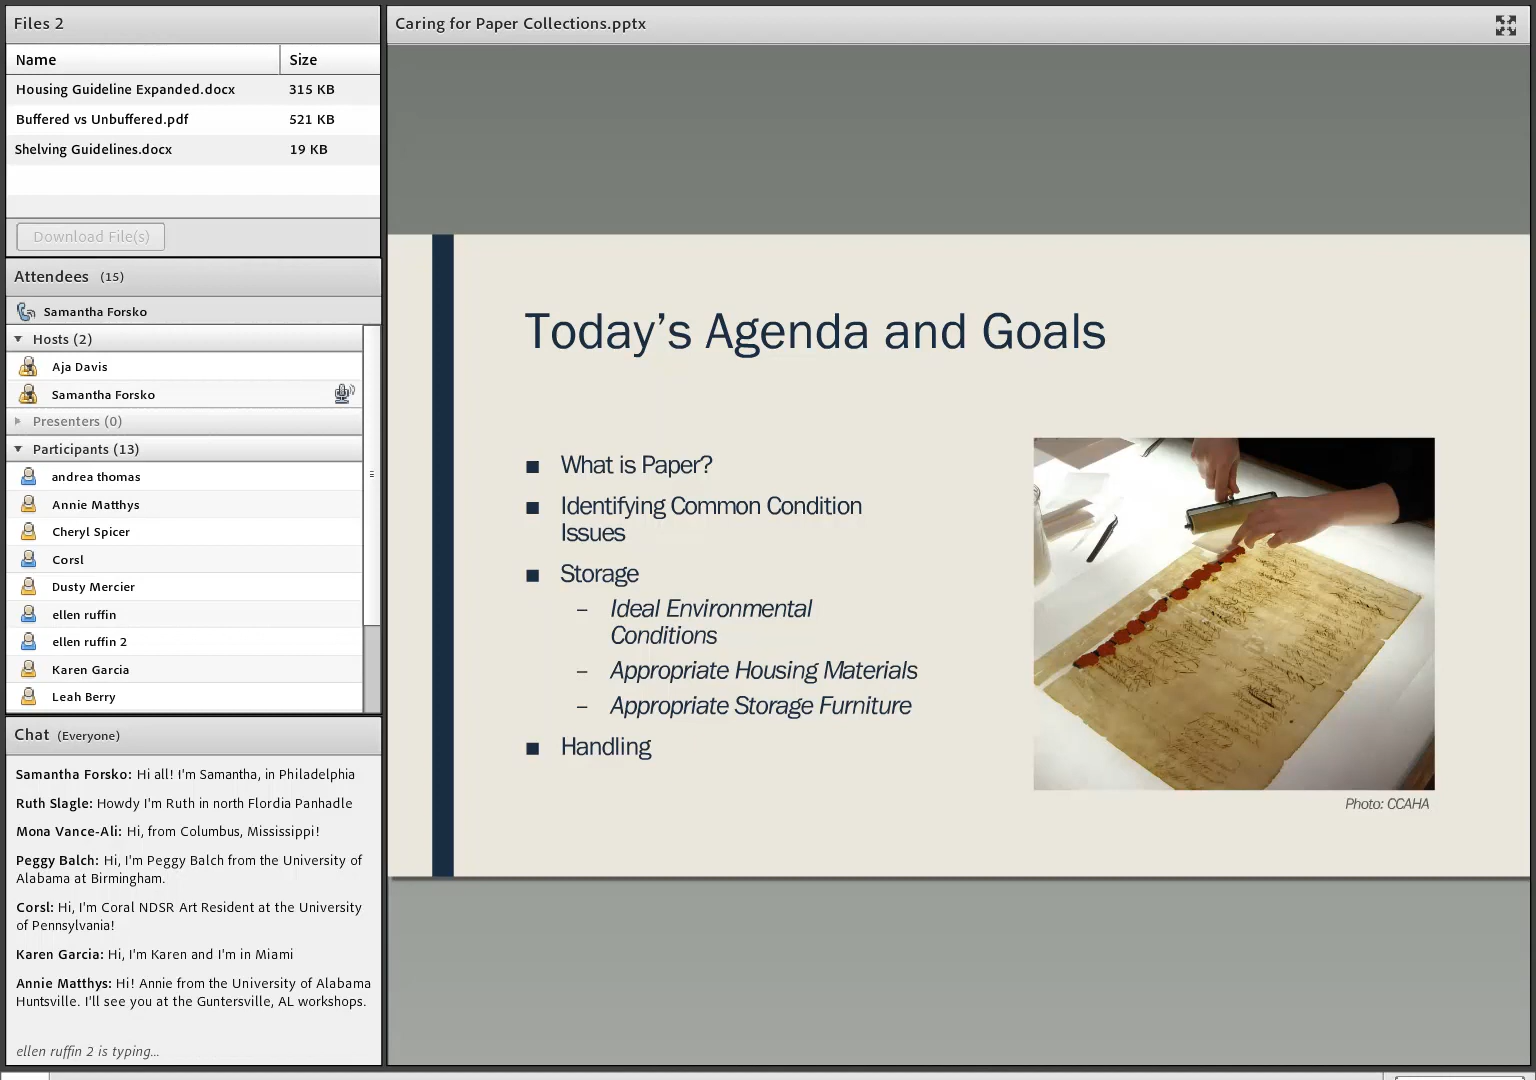 Files 2
Name Size
Housing Guideline Expanded.docx 315 KB
Buffered vs Unbuffered.pdf 521 KB
Shelving Guidelines.docx 19 KB
Download File(s)
Attendees (15)
Samantha Forsko
Hosts (2)
Aja Davis
Samantha Forsko
Presenters (0)
Participants (13)
andrea thomas
Annie Matthys
Cheryl Spicer
Corsl
Dusty Mercier
ellen ruffin
ellen ruffin 2
Karen Garcia
Leah Berry
Chat (Everyone)
Samantha Forsko: Hi all! I'm Samantha, in Philadelphia
Ruth Slagle: Howdy I'm Ruth in north Flordia Panhadle
Mona Vance-Ali: Hi, from Columbus, Mississippi!
Peggy Balch: Hi, I'm Peggy Balch from the University of
Alabama at Birmingham.
Corsl: Hi, I'm Coral NDSR Art Resident at the University
of Pennsylvania!
Karen Garcia: Hi, I'm Karen and I'm in Miami
Annie Matthys: Hi! Annie from the University of Alabama
Huntsville. I'll see you at the Guntersville, AL workshops.
ellen ruffin 2 is typing...
Caring for Paper Collections.pptx
Today's Agenda and Goals
■ What is Paper?
■ Identifying Common Condition
Issues
■ Storage
– Ideal Environmental
Conditions
– Appropriate Housing Materials
– Appropriate Storage Furniture
■ Handling
Photo: CCAHA